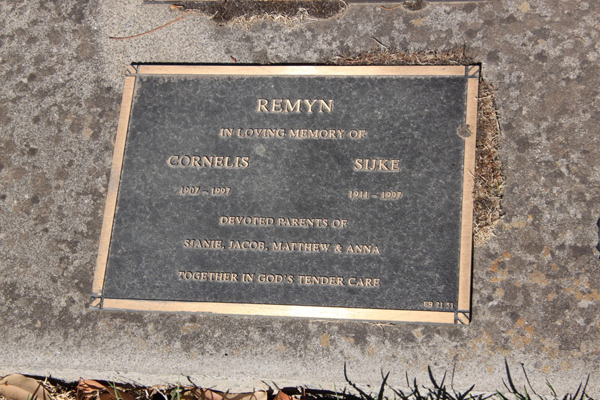 REMYN
IN LOVING MEMORY OF
CORNELIS SIJKE
1907 – 1997 1911 – 1997
DEVOTED PARENTS OF
SJANIE, JACOB, MATTHEW & ANNA
TOGETHER IN GOD'S TENDER CARE